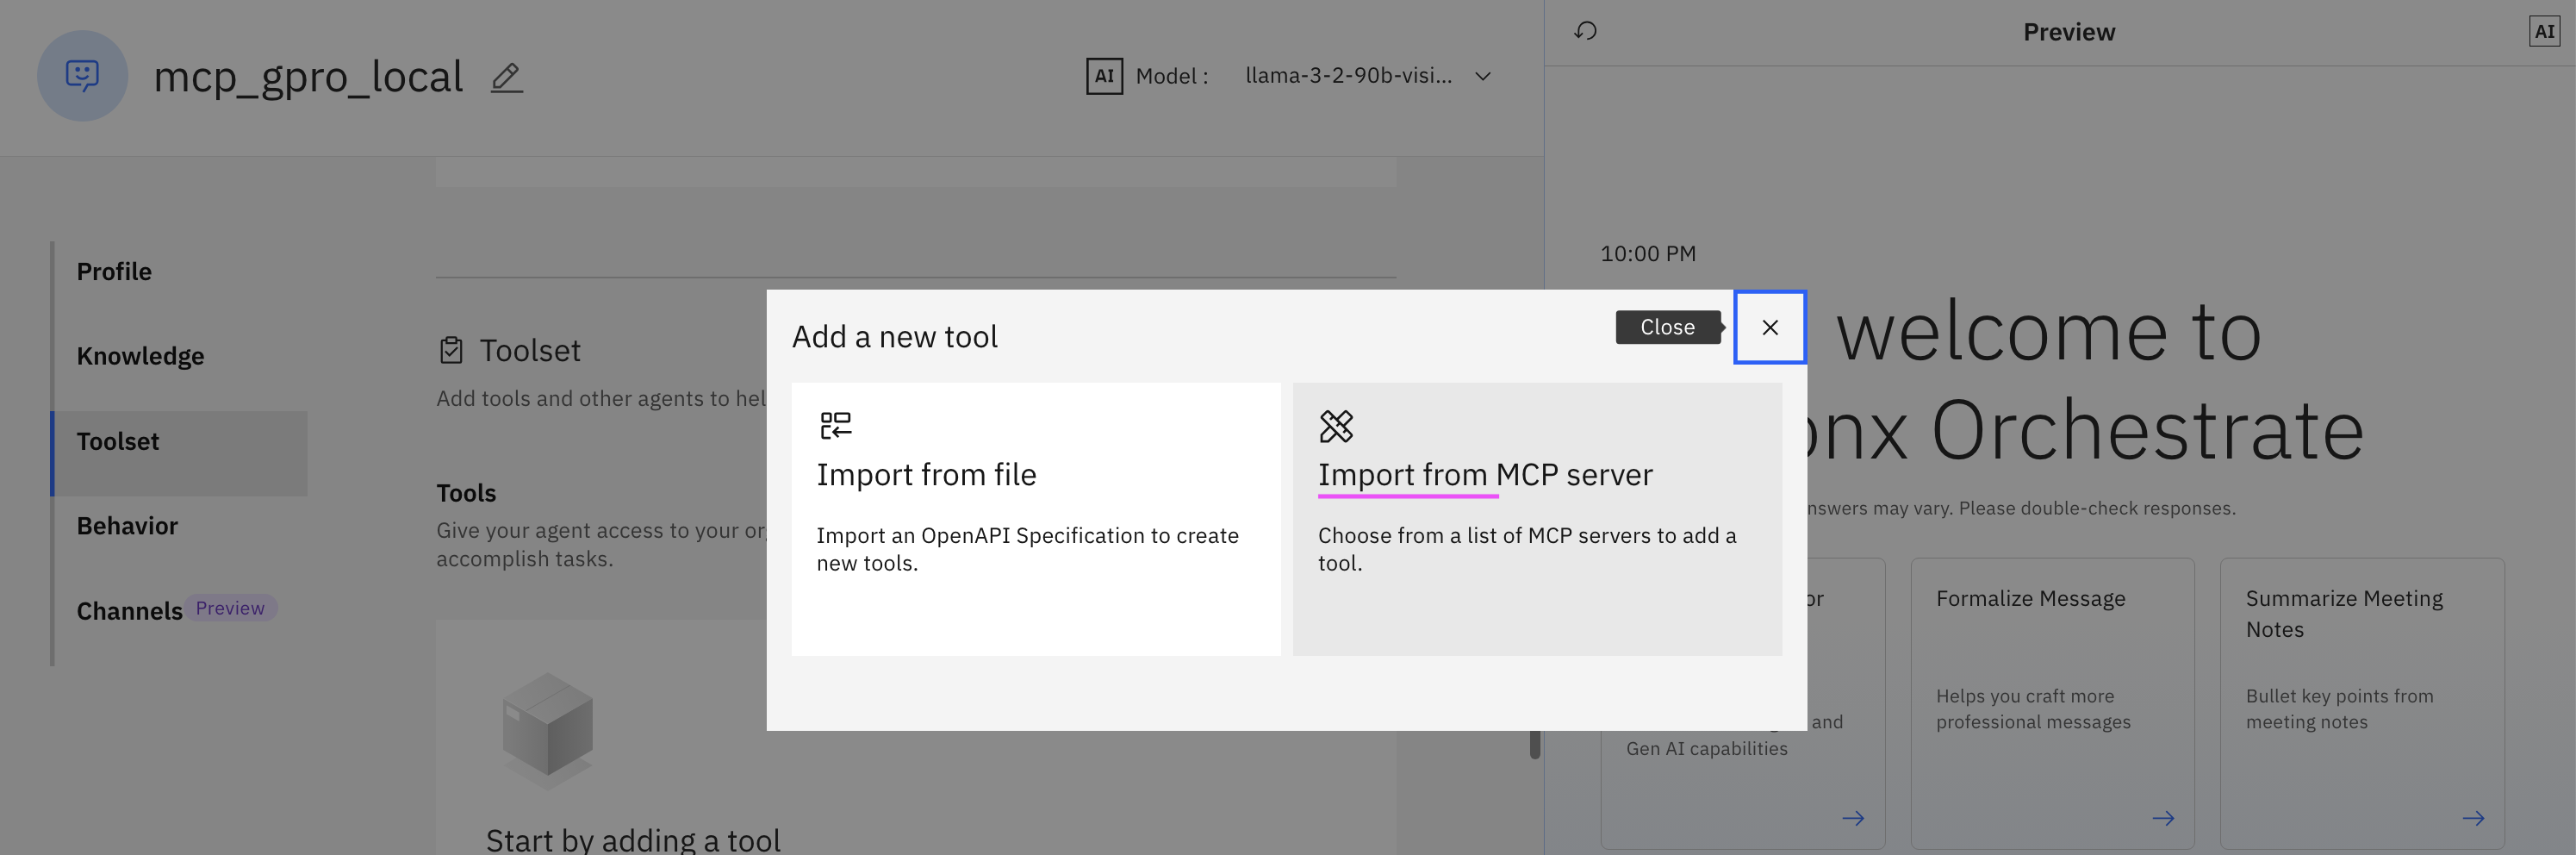 mcp_gpro_local
AI Model : llama-3-2-90b-visi...
Profile
Knowledge
Toolset
Behavior
Channels Preview
Toolset
Add tools and other agents to hel
Tools
Give your agent access to your or
accomplish tasks.
Start by adding a tool
Add a new tool
Close
Import from file
Import an OpenAPI Specification to create
new tools.
Import from MCP server
Choose from a list of MCP servers to add a
tool.
Preview
AI
10:00 PM
welcome to
onx Orchestrate
nswers may vary. Please double-check responses.
or
and
Gen AI capabilities
Formalize Message
Helps you craft more
professional messages
Summarize Meeting
Notes
Bullet key points from
meeting notes